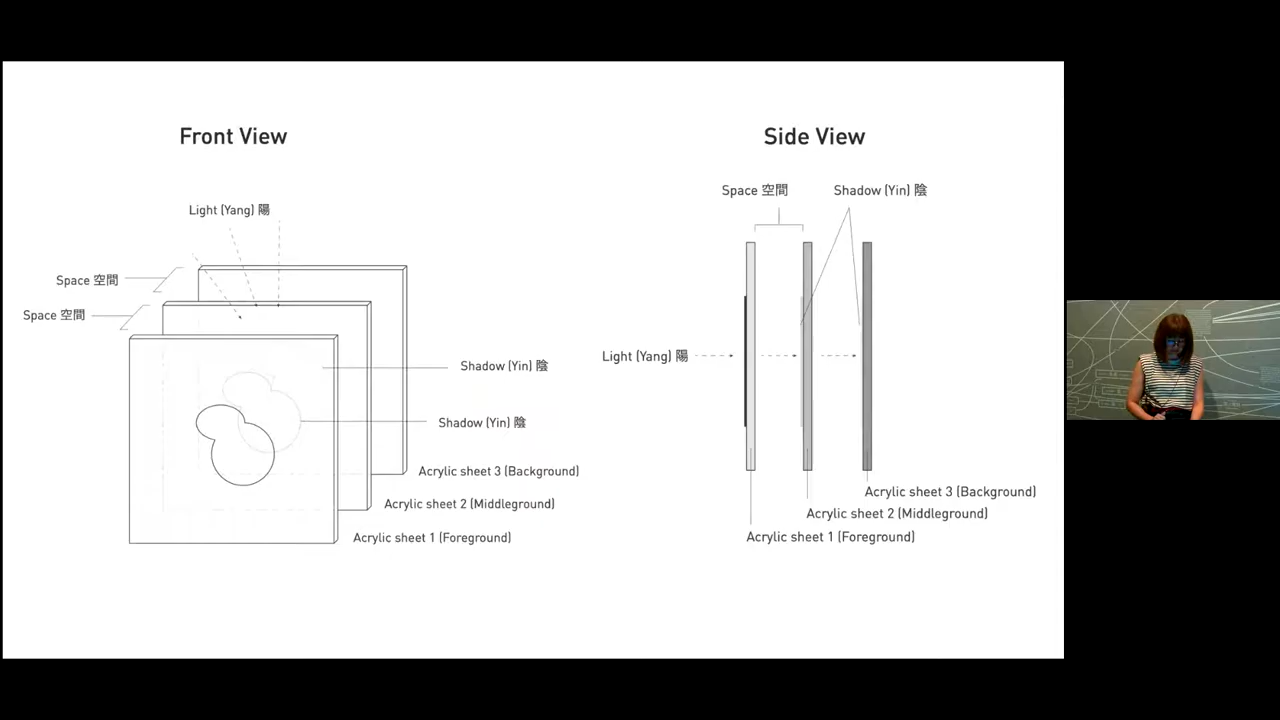 Front View
Light (Yang) 陽
Space 空間
Space 空間
Shadow (Yin) 陰
Shadow (Yin) 陰
Acrylic sheet 3 (Background)
Acrylic sheet 2 (Middleground)
Acrylic sheet 1 (Foreground)
Side View
Space 空間
Shadow (Yin) 陰
Light (Yang) 陽
Acrylic sheet 3 (Background)
Acrylic sheet 2 (Middleground)
Acrylic sheet 1 (Foreground)